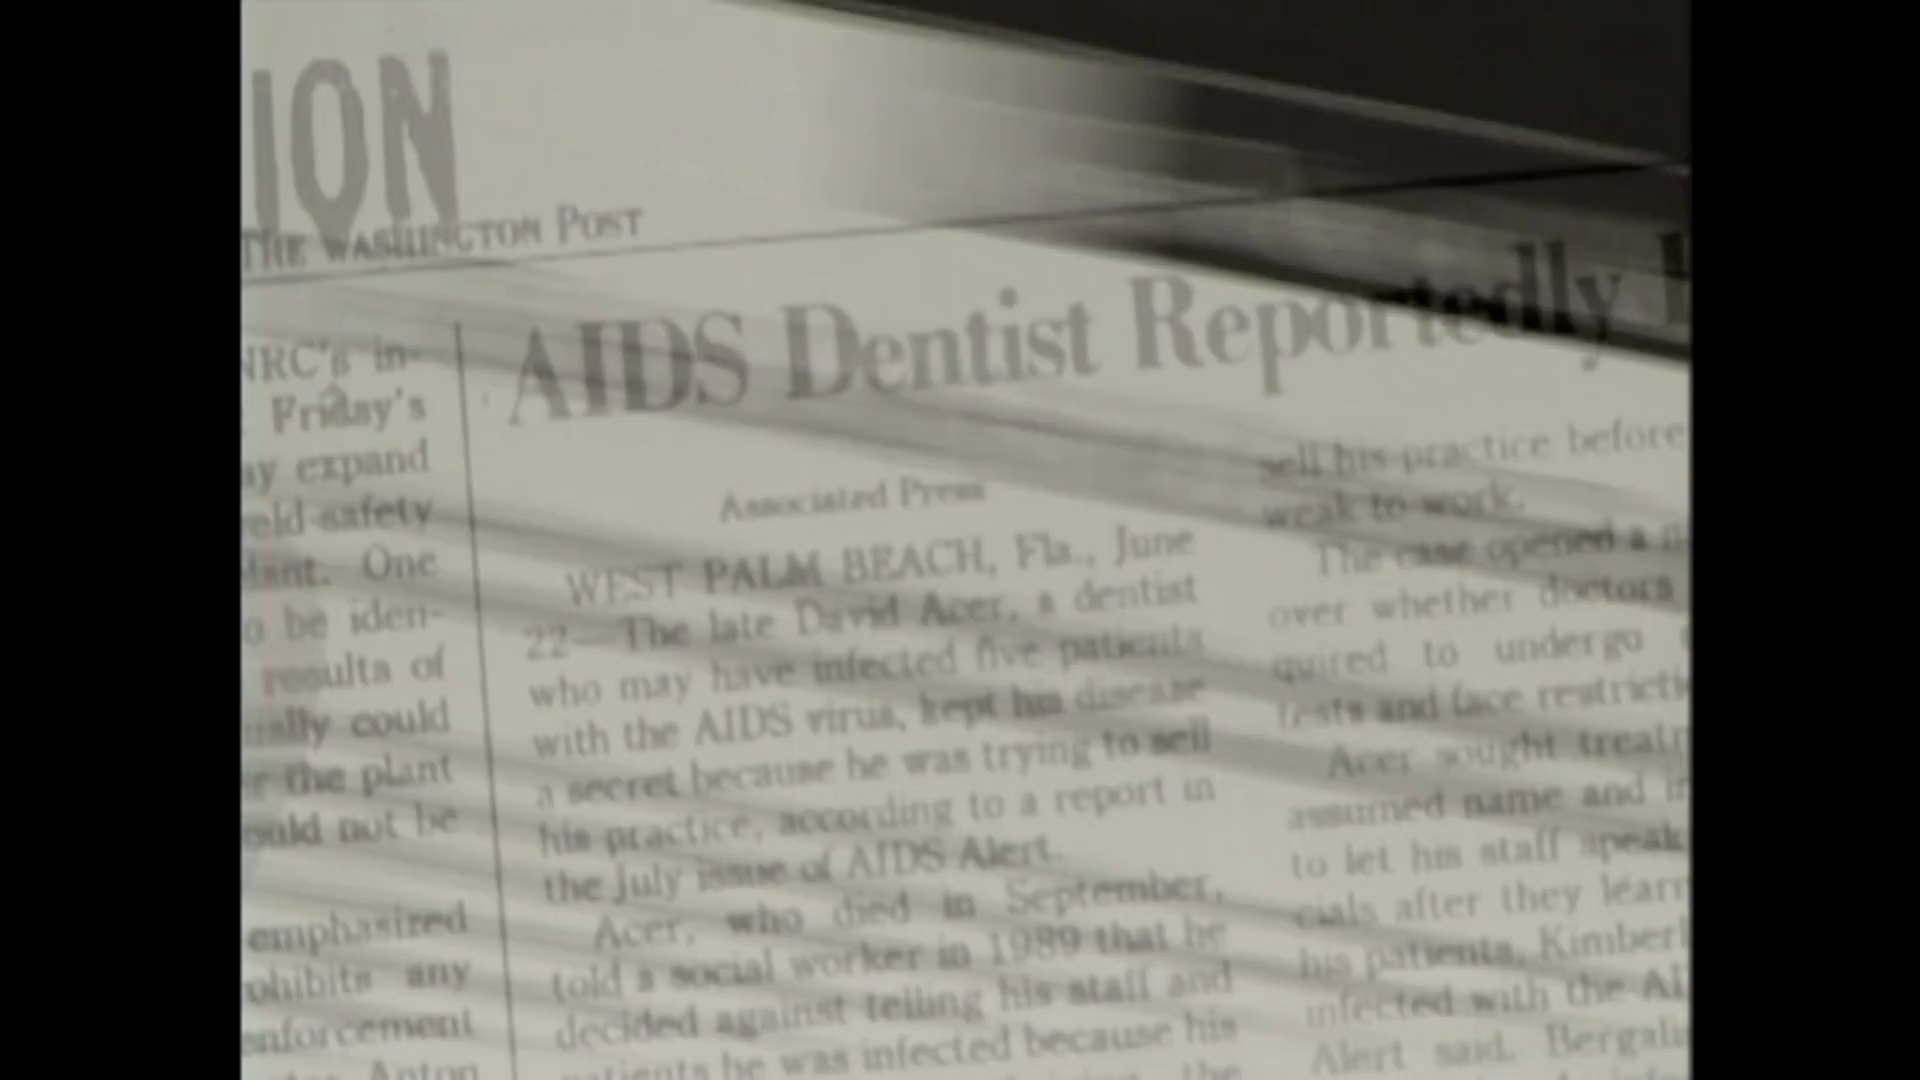 ION
THE WASHINGTON POST
AIDS Dentist Reportedly
NRC's in-
Friday's
expand
safety
One
be iden-
results of
could
the plant
not be
emphasized
any
Anton
Associated Press
WEST PALM BEACH, Fla., June
22—The late David Acer, a dentist
who may have infected five patients
with the AIDS virus, kept his disease
a secret because he was trying to sell
his practice, according to a report in
the July issue of AIDS Alert.
Acer, who died in September,
told a social worker in 1989 that he
decided against telling his staff and
patients he was infected because his
the
sell his practice before
weak to work.
The case opened a
over whether doctors
quired to undergo
tests and face restricti
Acer sought treat
assumed name and
to let his staff speak
cials after they lear
his patients, Kimberl
infected with the AI
Alert said. Bergali